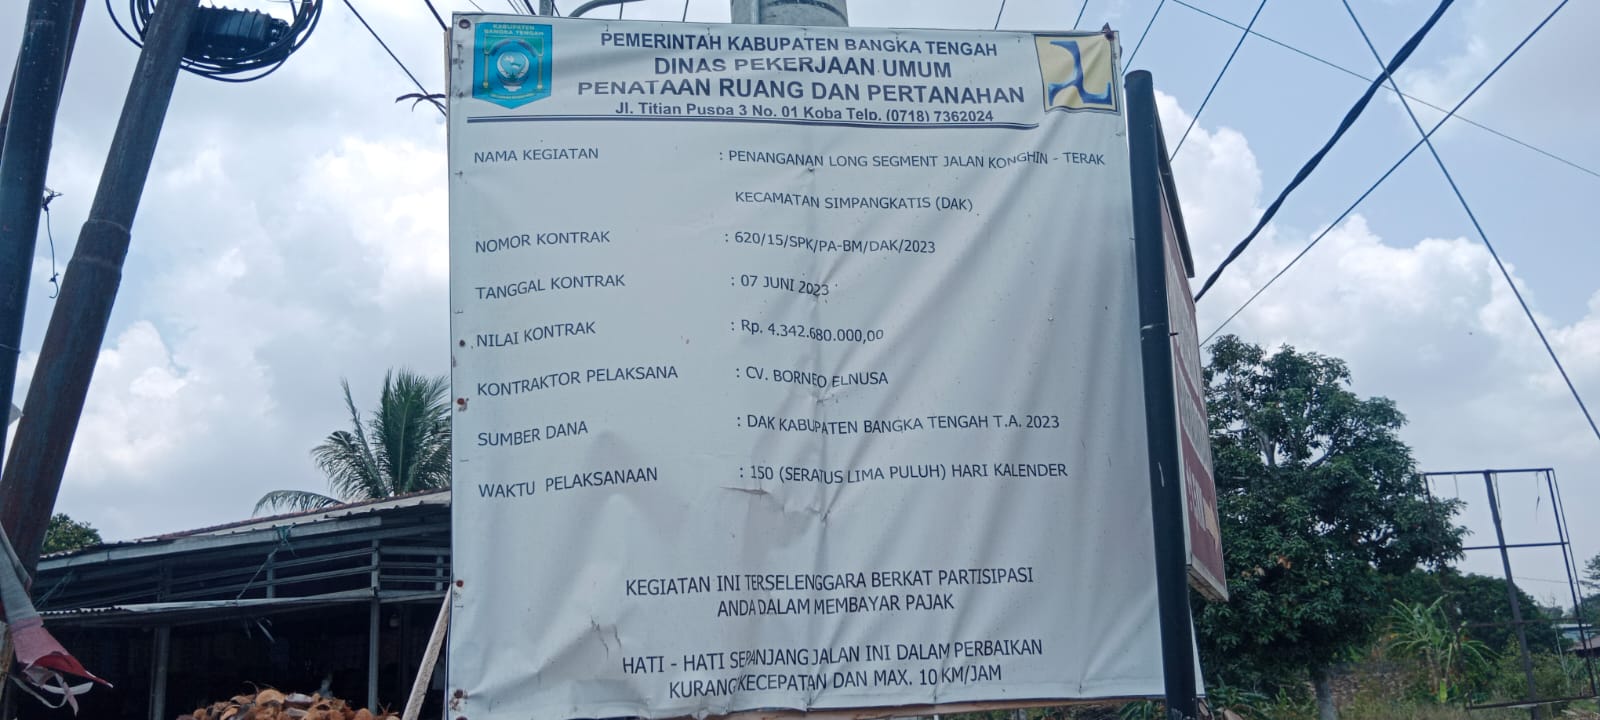 KABUPATEN
BANGKA TENGAH
PEMERINTAH KABUPATEN BANGKA TENGAH
DINAS PEKERJAAN UMUM
PENATAAN RUANG DAN PERTANAHAN
Jl. Titian Puspa 3 No. 01 Koba Telp. (0718) 7362024
NAMA KEGIATAN : PENANGANAN LONG SEGMENT JALAN KONGHIN - TERAK
KECAMATAN SIMPANGKATIS (DAK)
NOMOR KONTRAK : 620/15/SPK/PA-BM/DAK/2023
TANGGAL KONTRAK : 07 JUNI 2023
NILAI KONTRAK : Rp. 4.342.680.000,00
KONTRAKTOR PELAKSANA : CV. BORNEO ELNUSA
SUMBER DANA : DAK KABUPATEN BANGKA TENGAH T.A. 2023
WAKTU PELAKSANAAN : 150 (SERATUS LIMA PULUH) HARI KALENDER
KEGIATAN INI TERSELENGGARA BERKAT PARTISIPASI
ANDA DALAM MEMBAYAR PAJAK
HATI - HATI SEPANJANG JALAN INI DALAM PERBAIKAN
KURANGI KECEPATAN DAN MAX. 10 KM/JAM